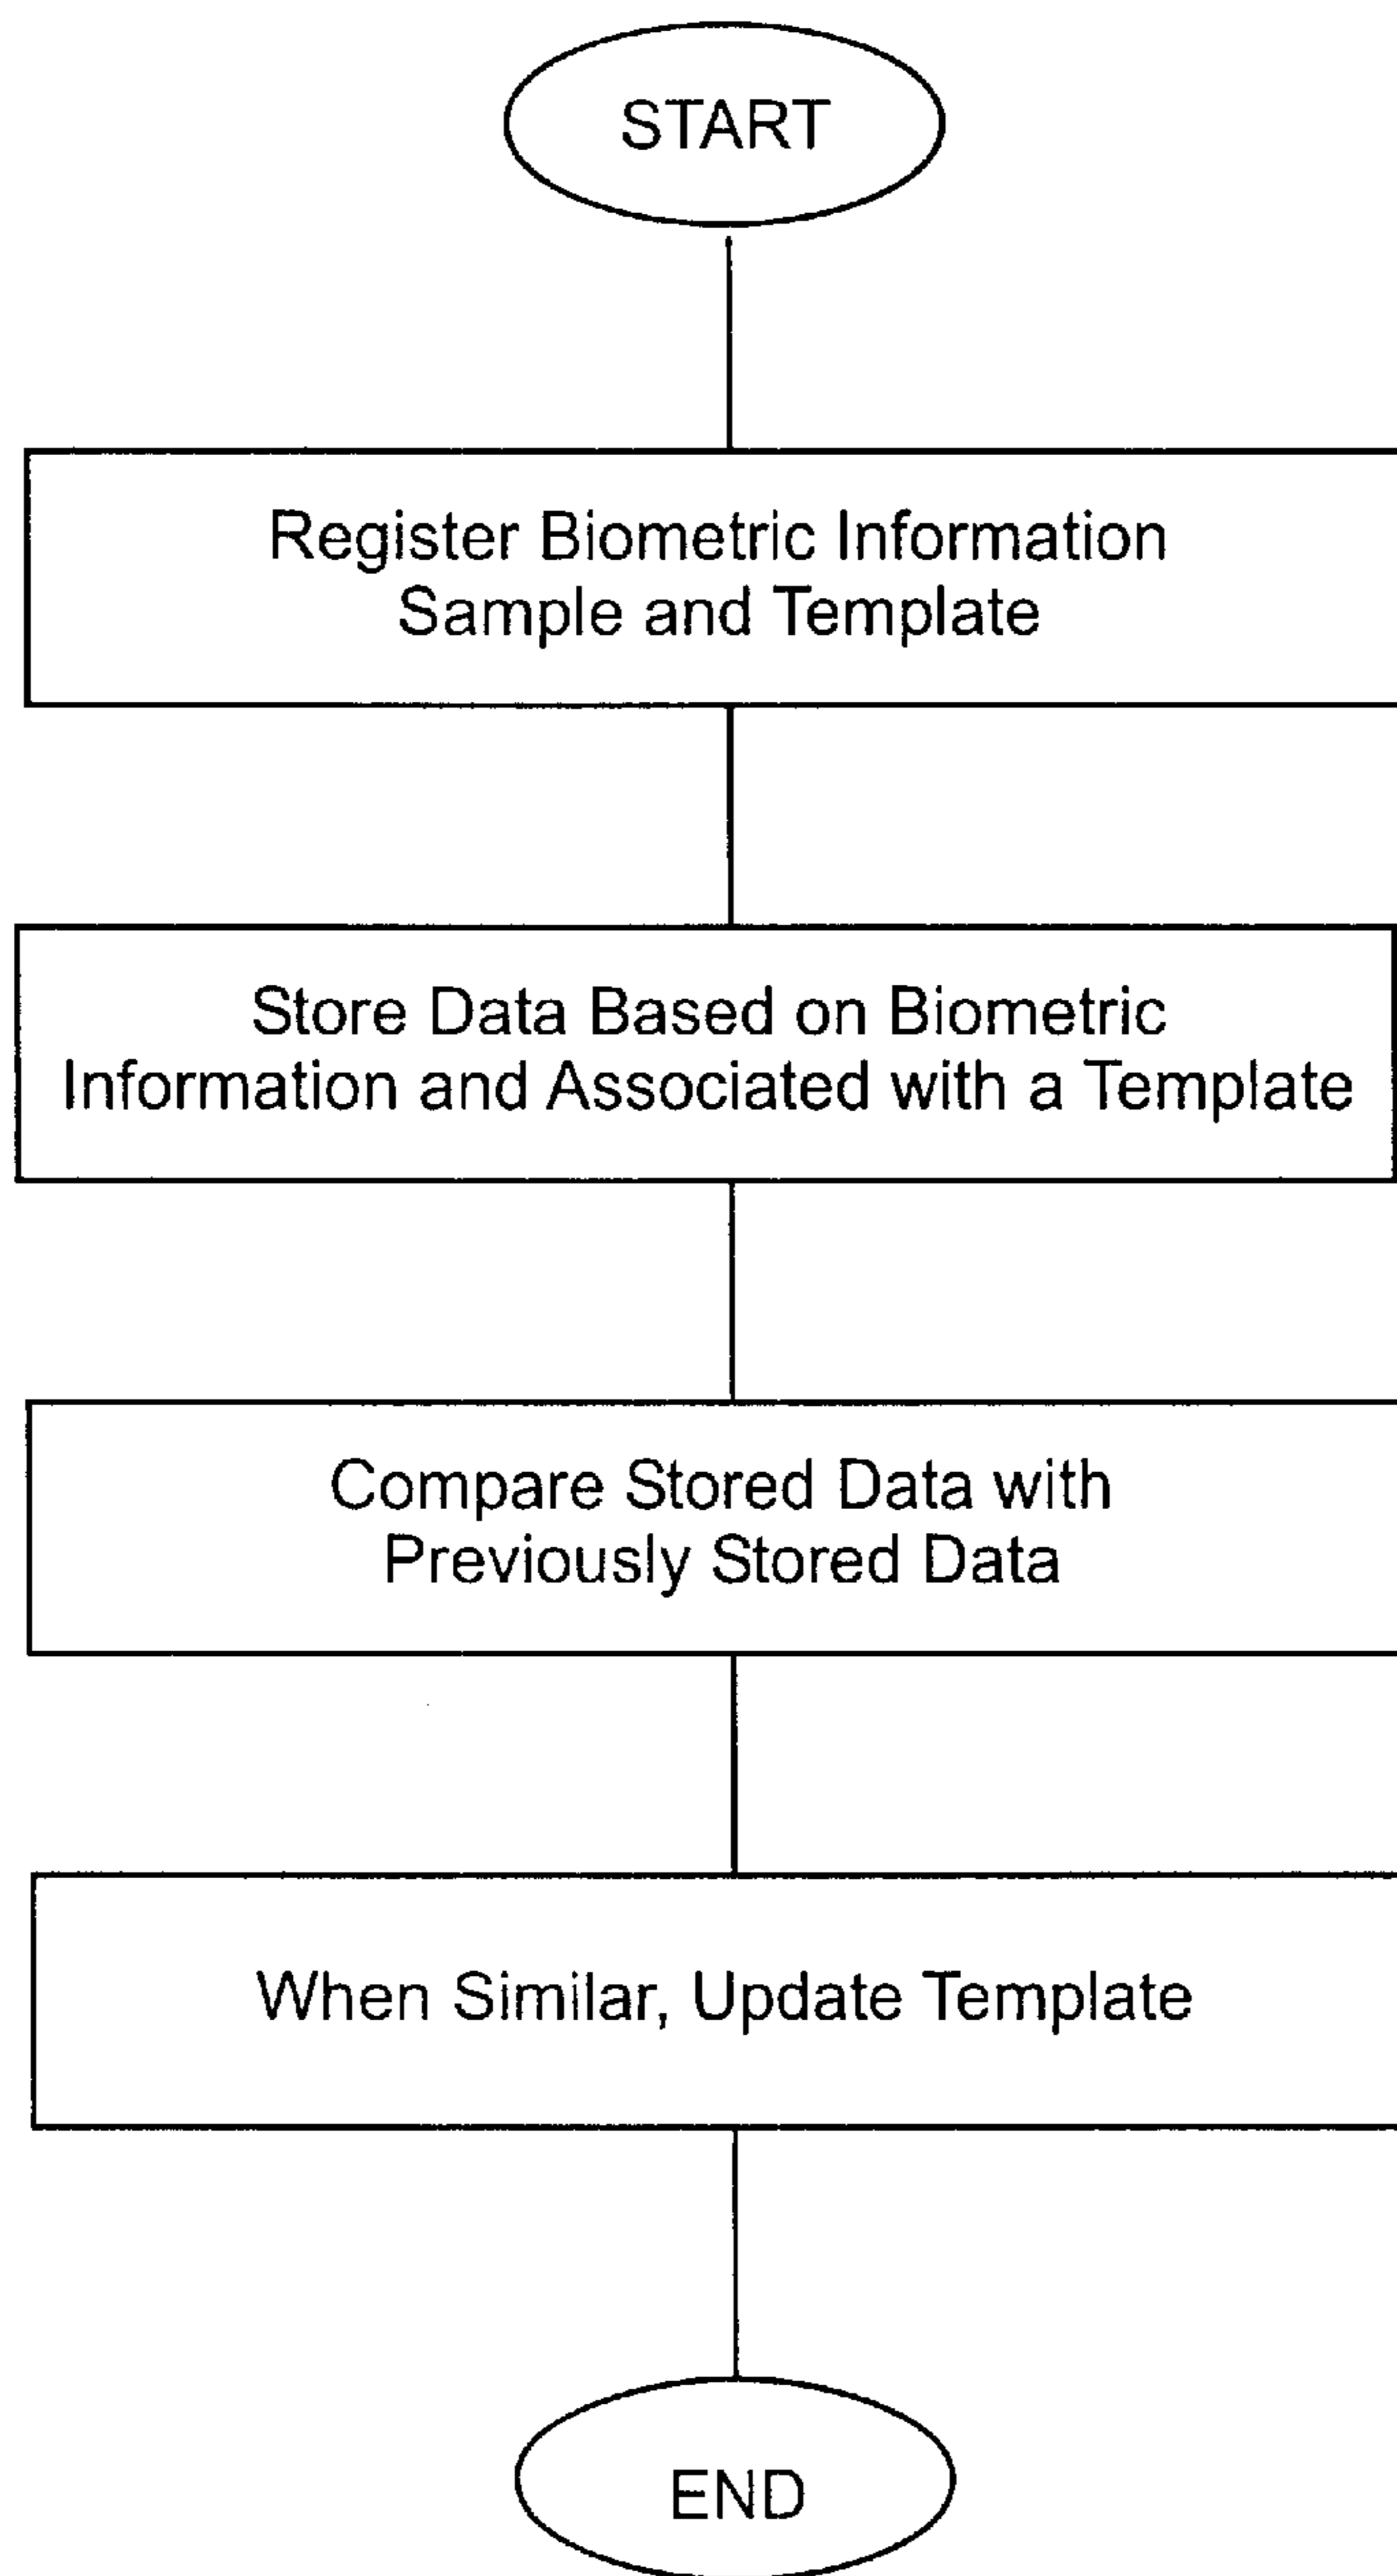 START
Register Biometric Information
Sample and Template
Store Data Based on Biometric
Information and Associated with a Template
Compare Stored Data with
Previously Stored Data
When Similar, Update Template
END